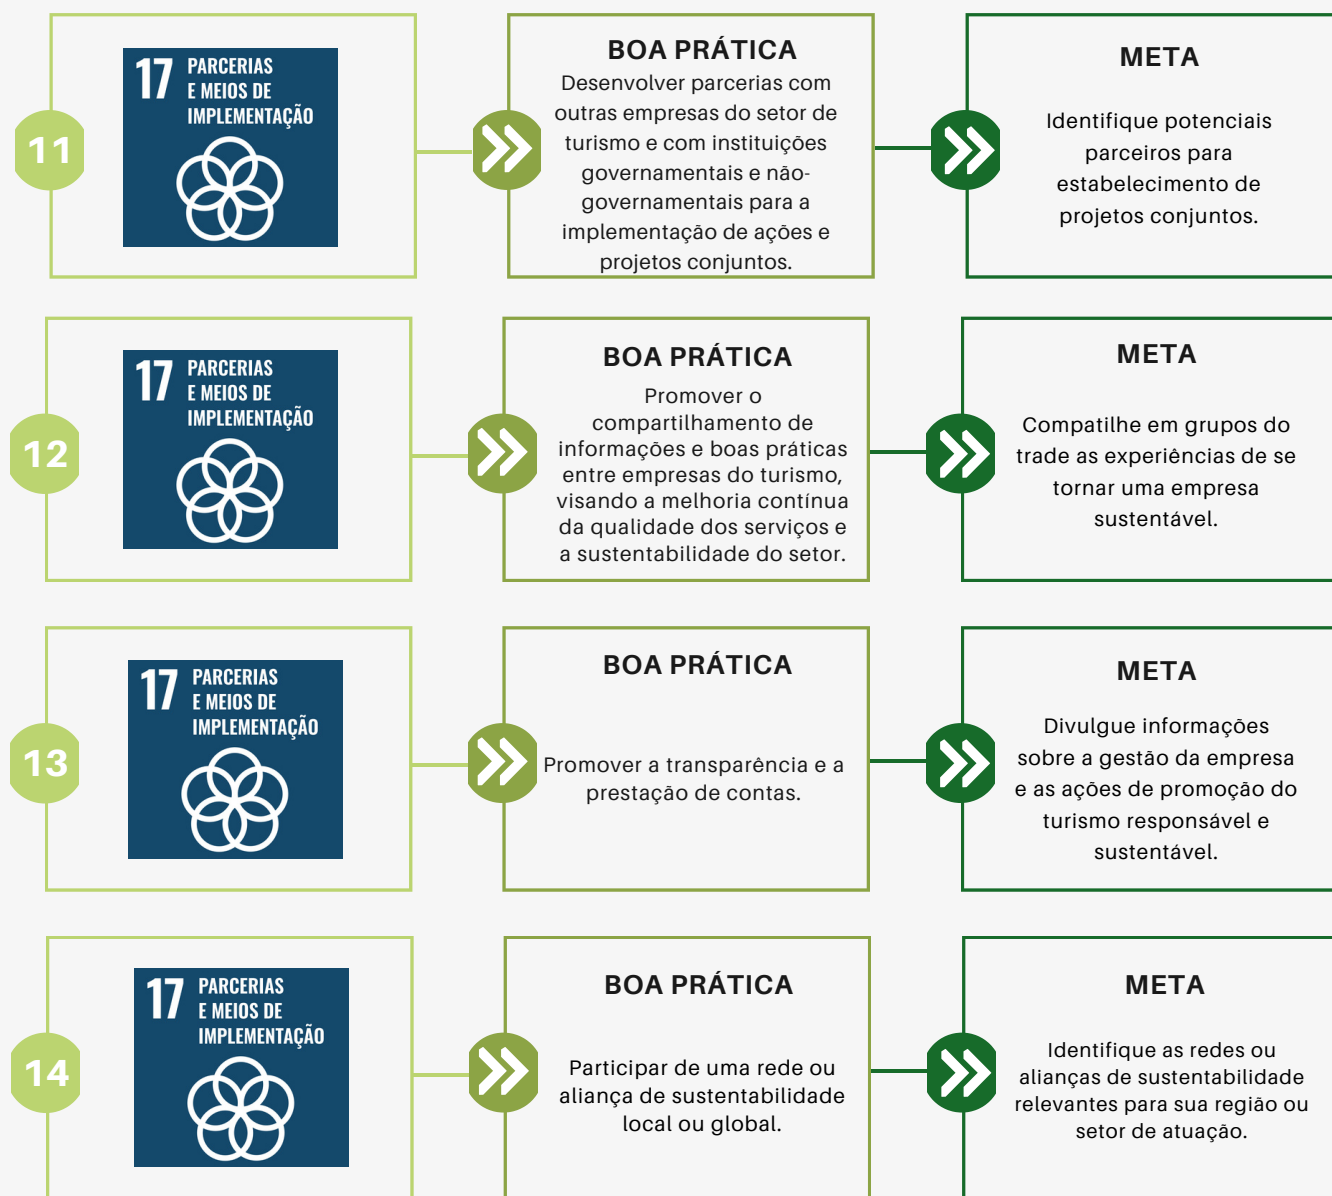 11
17 PARCERIAS
E MEIOS DE
IMPLEMENTAÇÃO
BOA PRÁTICA
Desenvolver parcerias com
outras empresas do setor de
turismo e com instituições
governamentais e não-
governamentais para a
implementação de ações e
projetos conjuntos.
META
Identifique potenciais
parceiros para
estabelecimento de
projetos conjuntos.
12
17 PARCERIAS
E MEIOS DE
IMPLEMENTAÇÃO
BOA PRÁTICA
Promover o
compartilhamento de
informações e boas práticas
entre empresas do turismo,
visando a melhoria contínua
da qualidade dos serviços e
a sustentabilidade do setor.
META
Compatilhe em grupos do
trade as experiências de se
tornar uma empresa
sustentável.
13
17 PARCERIAS
E MEIOS DE
IMPLEMENTAÇÃO
BOA PRÁTICA
Promover a transparência e a
prestação de contas.
META
Divulgue informações
sobre a gestão da empresa
e as ações de promoção do
turismo responsável e
sustentável.
14
17 PARCERIAS
E MEIOS DE
IMPLEMENTAÇÃO
BOA PRÁTICA
Participar de uma rede ou
aliança de sustentabilidade
local ou global.
META
Identifique as redes ou
alianças de sustentabilidade
relevantes para sua região ou
setor de atuação.